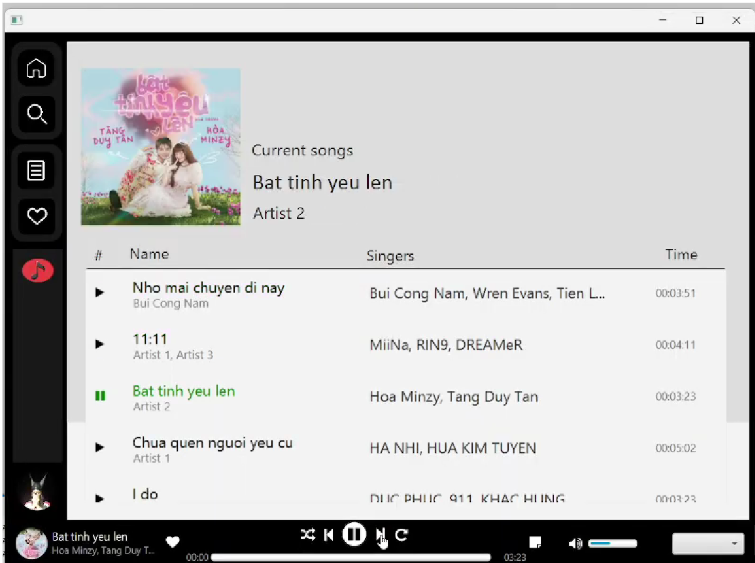 Bật
tình yêu
lên
TĂNG
DUY TÂN
HÒA
MINZY
Current songs
Bat tinh yeu len
Artist 2
# Name Singers Time
Nho mai chuyen di nay
Bui Cong Nam
Bui Cong Nam, Wren Evans, Tien L...
00:03:51
11:11
Artist 1, Artist 3
MiiNa, RIN9, DREAMeR
00:04:11
Bat tinh yeu len
Artist 2
Hoa Minzy, Tang Duy Tan
00:03:23
Chua quen nguoi yeu cu
Artist 1
HA NHI, HUA KIM TUYEN
00:05:02
I do
DUC PHUC, 911, KHAC HUNG
00:03:23
Bat tinh yeu len
Hoa Minzy, Tang Duy T...
00:00
03:23